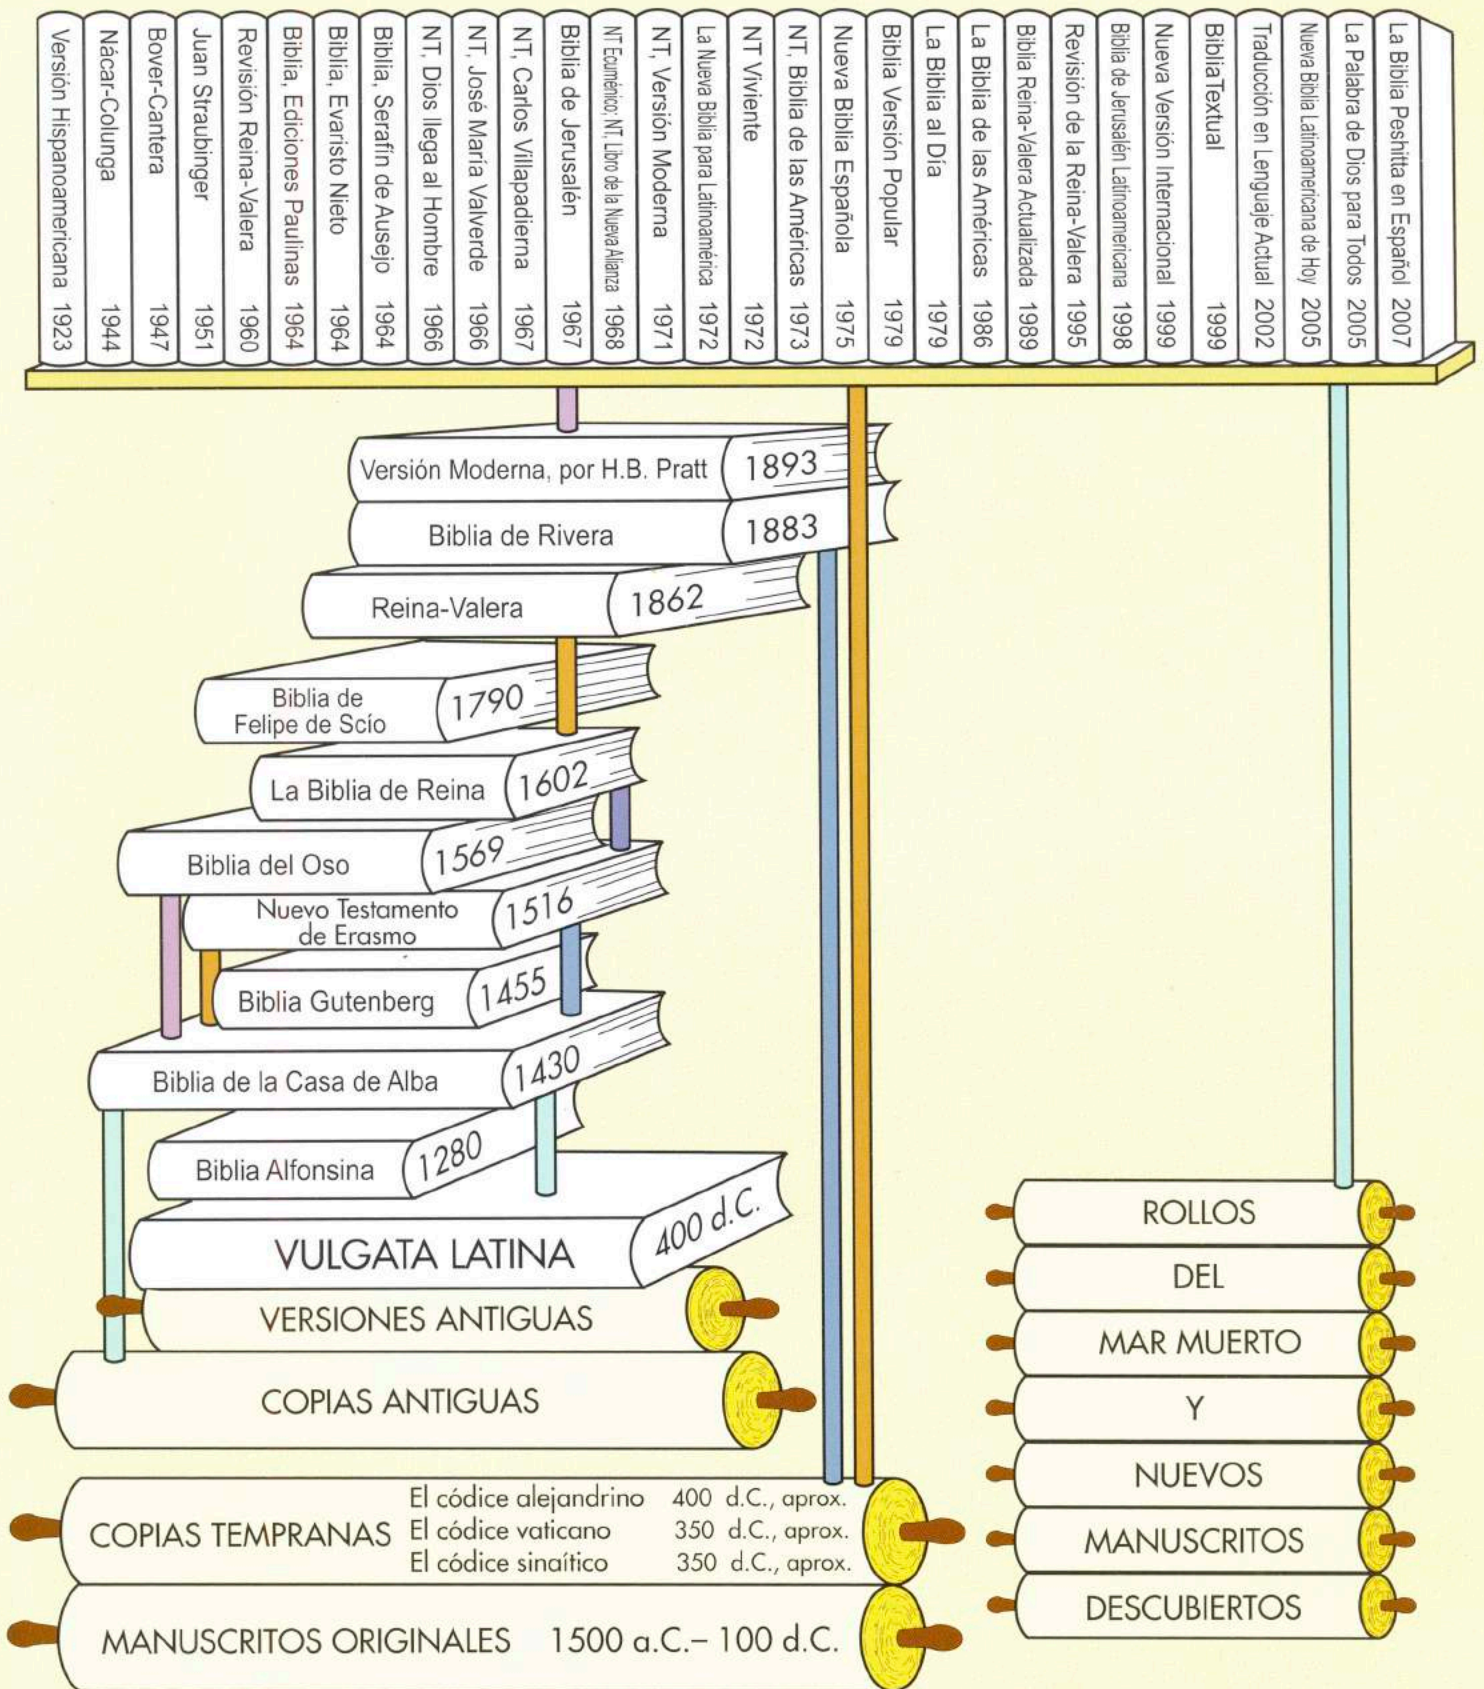 Versión Hispanoamericana 1923
Nácar-Colunga 1944
Bover-Cantera 1947
Juan Straubinger 1951
Revisión Reina-Valera 1960
Biblia, Ediciones Paulinas 1964
Biblia, Evaristo Nieto 1964
Biblia, Serafín de Ausejo 1964
NT, Dios llega al Hombre 1966
NT, José María Valverde 1966
NT, Carlos Villapadierna 1967
Biblia de Jerusalén 1967
NT Ecuménico; NT, Libro de la Nueva Alianza 1968
NT, Versión Moderna 1971
La Nueva Biblia para Latinoamérica 1972
NT Viviente 1972
NT, Biblia de las Américas 1973
Nueva Biblia Española 1975
Biblia Versión Popular 1979
La Biblia al Día 1979
La Biblia de las Américas 1986
Biblia Reina-Valera Actualizada 1989
Revisión de la Reina-Valera 1995
Biblia de Jerusalén Latinoamericana 1998
Nueva Versión Internacional 1999
BibliaTextual 1999
Traducción en Lenguaje Actual 2002
Nueva Biblia Latinoamericana de Hoy 2005
La Palabra de Dios para Todos 2005
La Biblia Peshitta en Español 2007
Versión Moderna, por H.B. Pratt 1893
Biblia de Rivera 1883
Reina-Valera 1862
Biblia de
Felipe de Scío 1790
La Biblia de Reina 1602
Biblia del Oso 1569
Nuevo Testamento
de Erasmo 1516
Biblia Gutenberg 1455
Biblia de la Casa de Alba 1430
Biblia Alfonsina 1280
VULGATA LATINA 400 d.C.
VERSIONES ANTIGUAS
COPIAS ANTIGUAS
COPIAS TEMPRANAS
El códice alejandrino 400 d.C., aprox.
El códice vaticano 350 d.C., aprox.
El códice sinaítico 350 d.C., aprox.
MANUSCRITOS ORIGINALES 1500 a.C.– 100 d.C.
ROLLOS
DEL
MAR MUERTO
Y
NUEVOS
MANUSCRITOS
DESCUBIERTOS